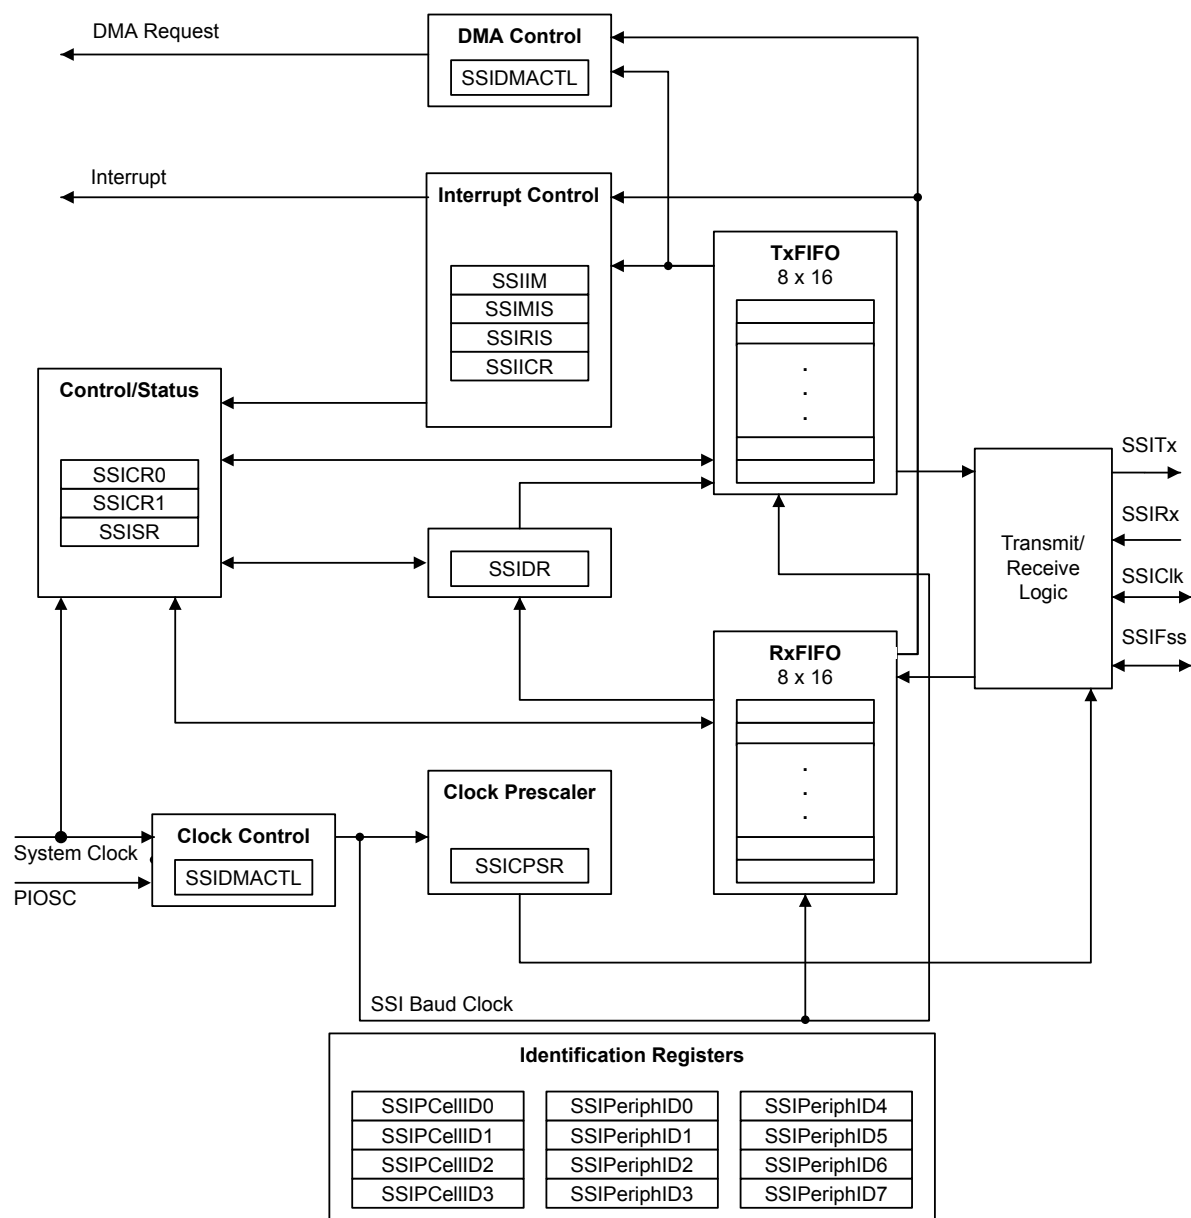 DMA Request
DMA Control
SSIDMACTL
Interrupt
Interrupt Control
SSIIM
SSIMIS
SSIRIS
SSIICR
TxFIFO
8 x 16
.
.
.
Control/Status
SSICR0
SSICR1
SSISR
SSIDR
Transmit/
Receive
Logic
SSITx
SSIRx
SSIClk
SSIFss
RxFIFO
8 x 16
.
.
.
Clock Prescaler
SSICPSR
System Clock
PIOSC
Clock Control
SSIDMACTL
SSI Baud Clock
Identification Registers
SSIPCellID0
SSIPCellID1
SSIPCellID2
SSIPCellID3
SSIPeriphID0
SSIPeriphID1
SSIPeriphID2
SSIPeriphID3
SSIPeriphID4
SSIPeriphID5
SSIPeriphID6
SSIPeriphID7